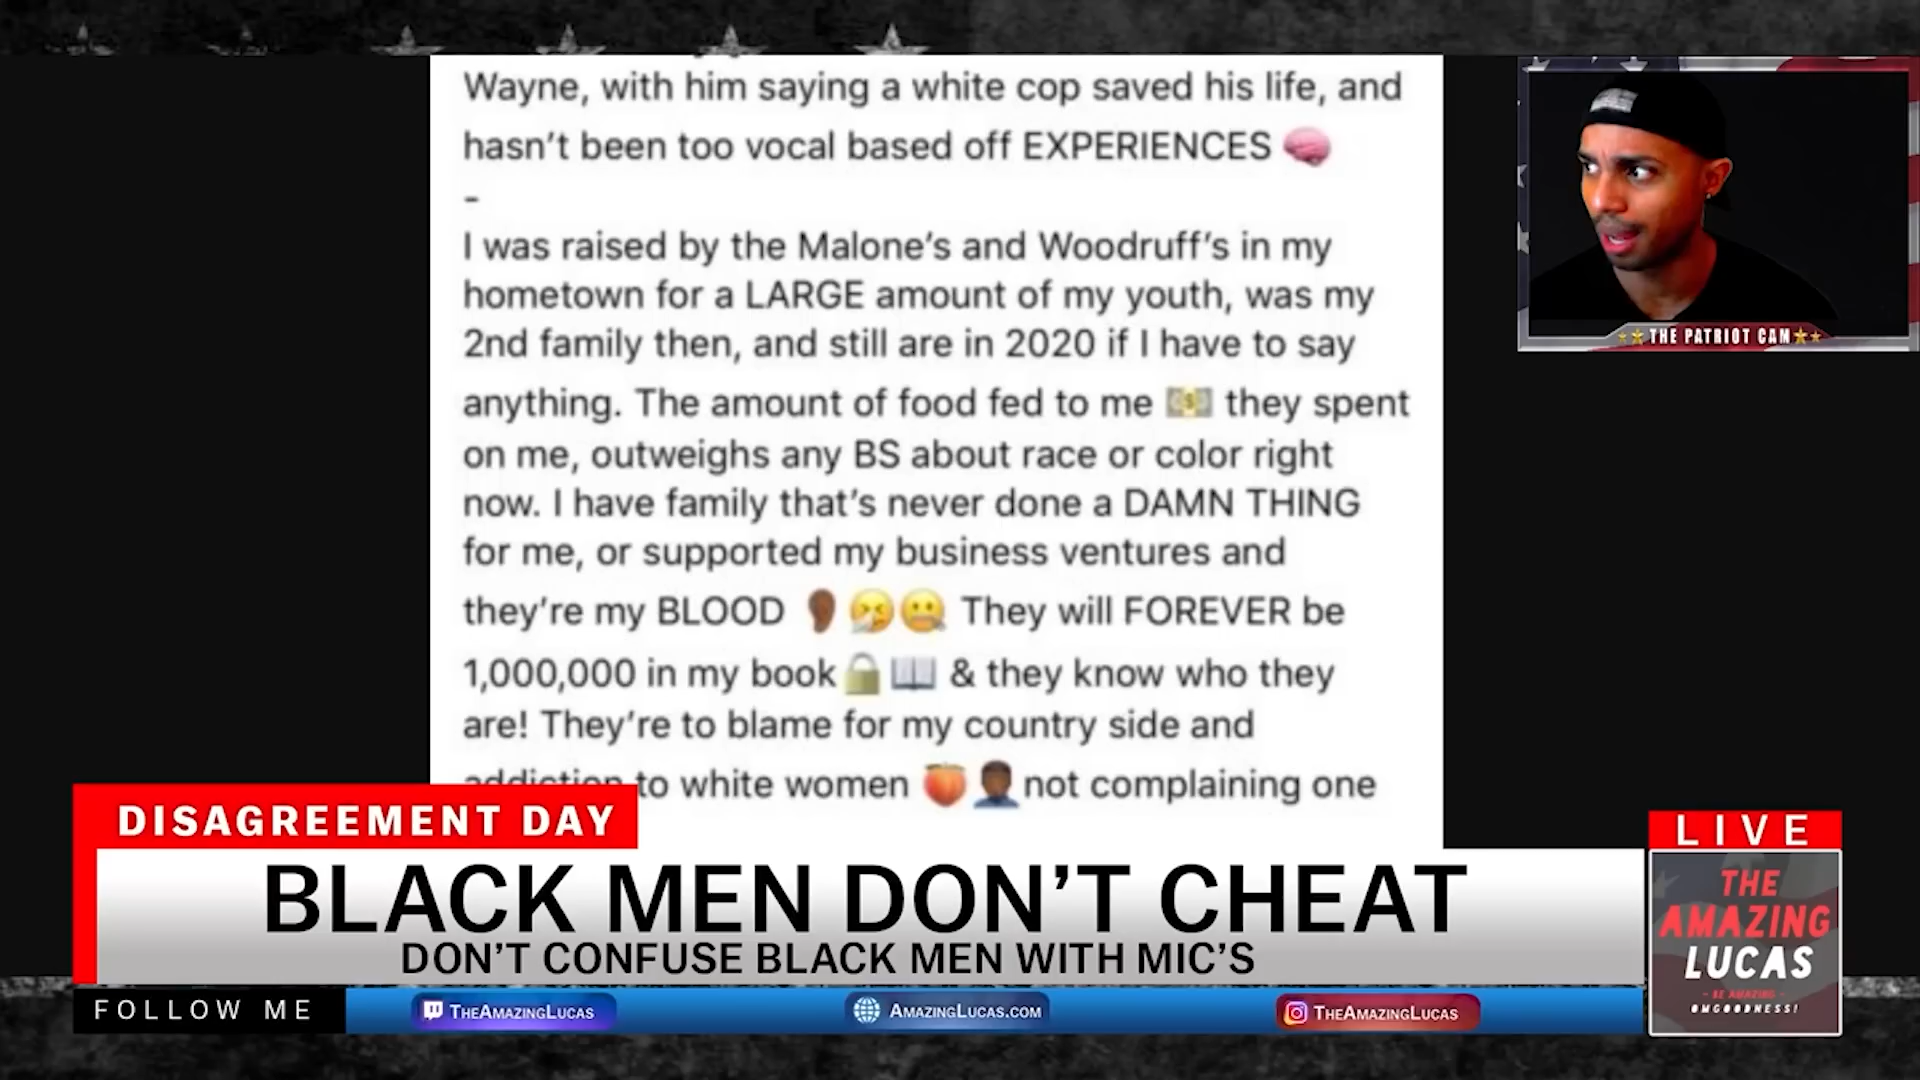 Wayne, with him saying a white cop saved his life, and
hasn't been too vocal based off EXPERIENCES 🧠
-
I was raised by the Malone's and Woodruff's in my
hometown for a LARGE amount of my youth, was my
2nd family then, and still are in 2020 if I have to say
anything. The amount of food fed to me 💵 they spent
on me, outweighs any BS about race or color right
now. I have family that's never done a DAMN THING
for me, or supported my business ventures and
they're my BLOOD 👂🏾🤧🤐 They will FOREVER be
1,000,000 in my book🔒📖 & they know who they
are! They're to blame for my country side and
addiction to white women 🍑🤦🏾‍♂️ not complaining one
THE PATRIOT CAM
DISAGREEMENT DAY
BLACK MEN DON'T CHEAT
DON'T CONFUSE BLACK MEN WITH MIC'S
FOLLOW ME
THEAMAZINGLUCAS
AMAZINGLUCAS.COM
THEAMAZINGLUCAS
LIVE
THE
AMAZING
LUCAS
- BE AMAZING -
OMGOODNESS!